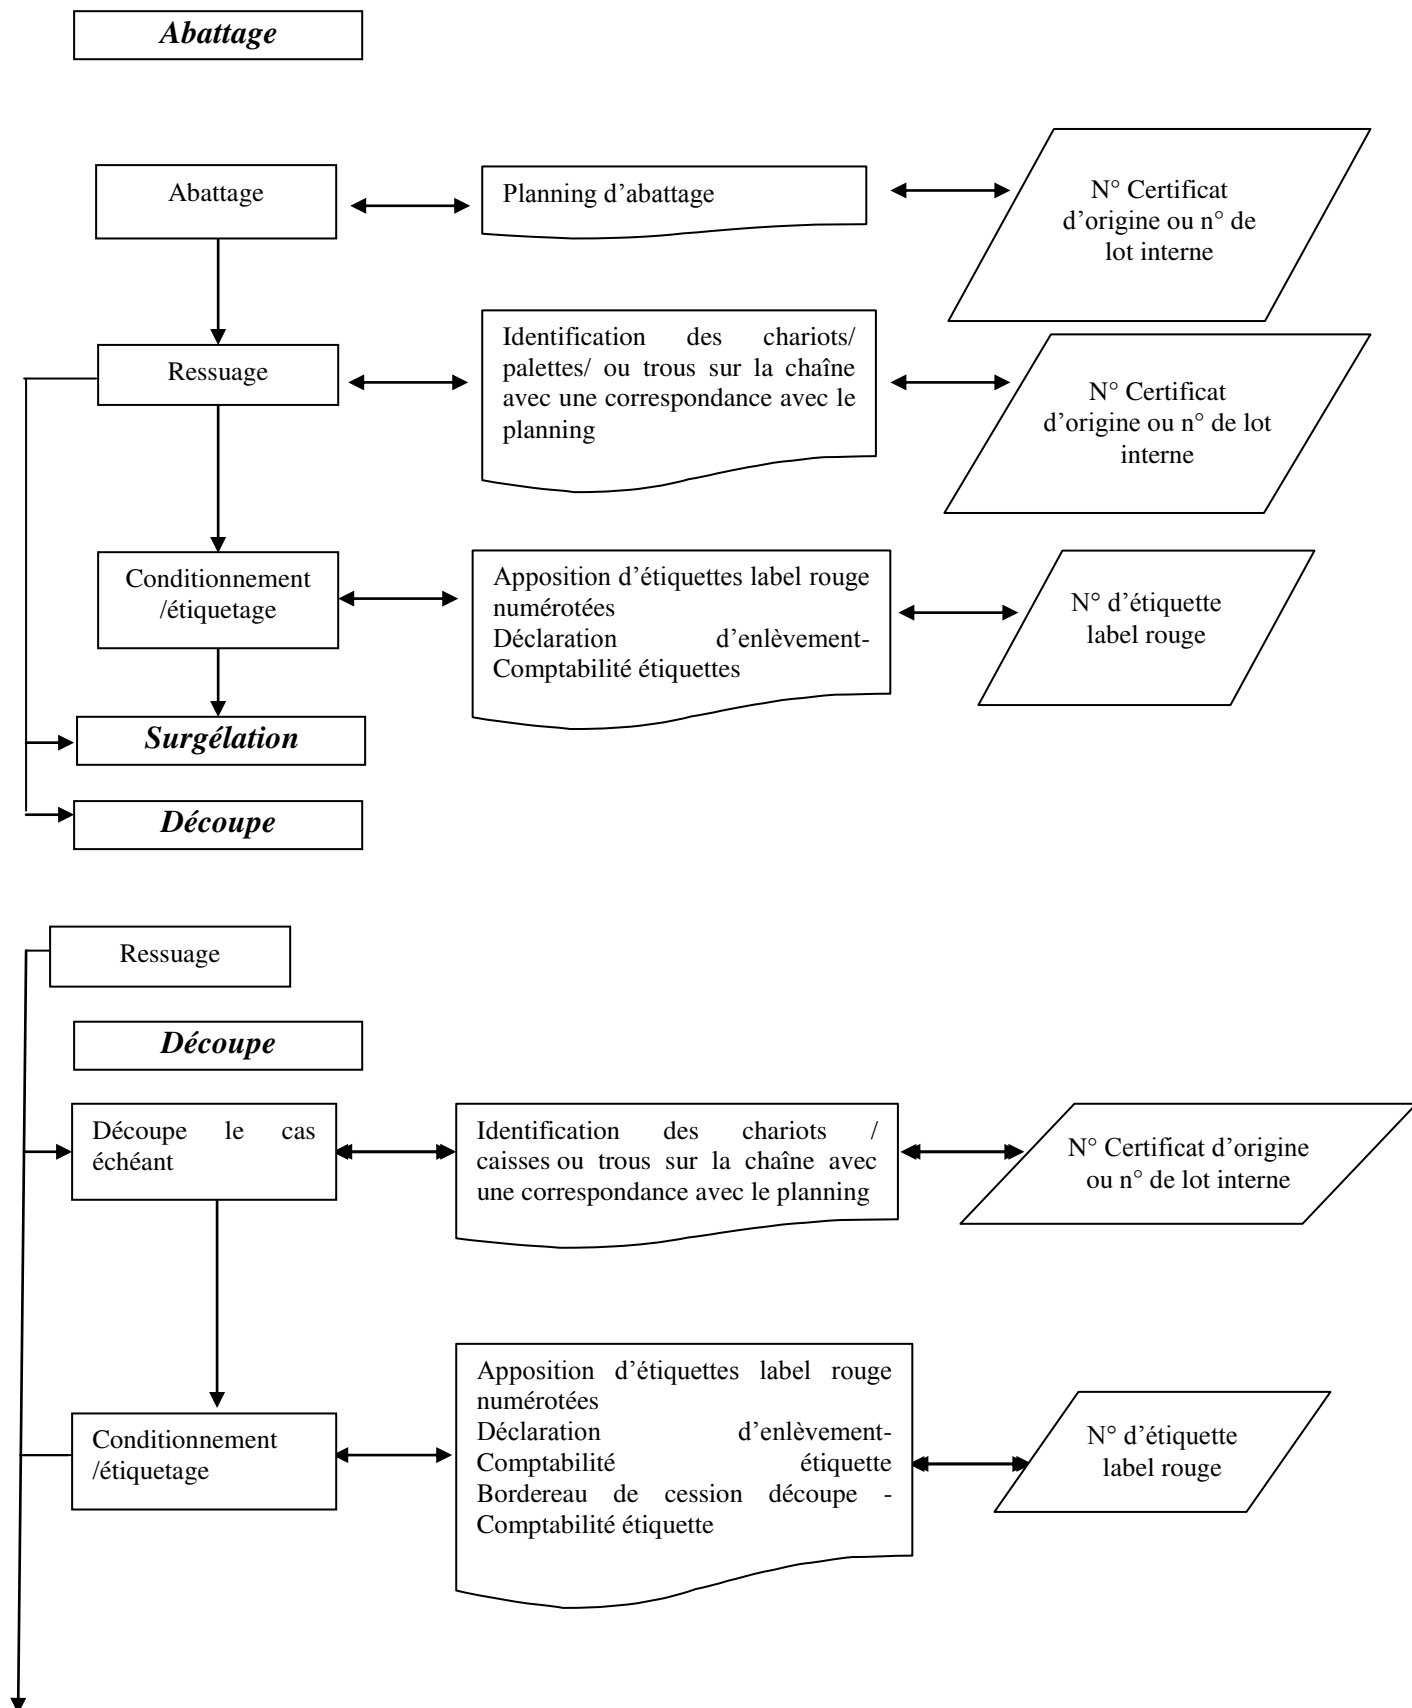 Abattage
Abattage
Planning d’abattage
N° Certificat
d’origine ou n° de
lot interne
Ressuage
Identification des chariots/
palettes/ ou trous sur la chaîne
avec une correspondance avec le
planning
N° Certificat
d’origine ou n° de lot
interne
Conditionnement
/étiquetage
Apposition d’étiquettes label rouge
numérotées
Déclaration d’enlèvement-
Comptabilité étiquettes
N° d’étiquette
label rouge
Surgélation
Découpe
Ressuage
Découpe
Découpe le cas
échéant
Identification des chariots /
caisses ou trous sur la chaîne avec
une correspondance avec le planning
N° Certificat d’origine
ou n° de lot interne
Conditionnement
/étiquetage
Apposition d’étiquettes label rouge
numérotées
Déclaration d’enlèvement-
Comptabilité étiquette
Bordereau de cession découpe -
Comptabilité étiquette
N° d’étiquette
label rouge